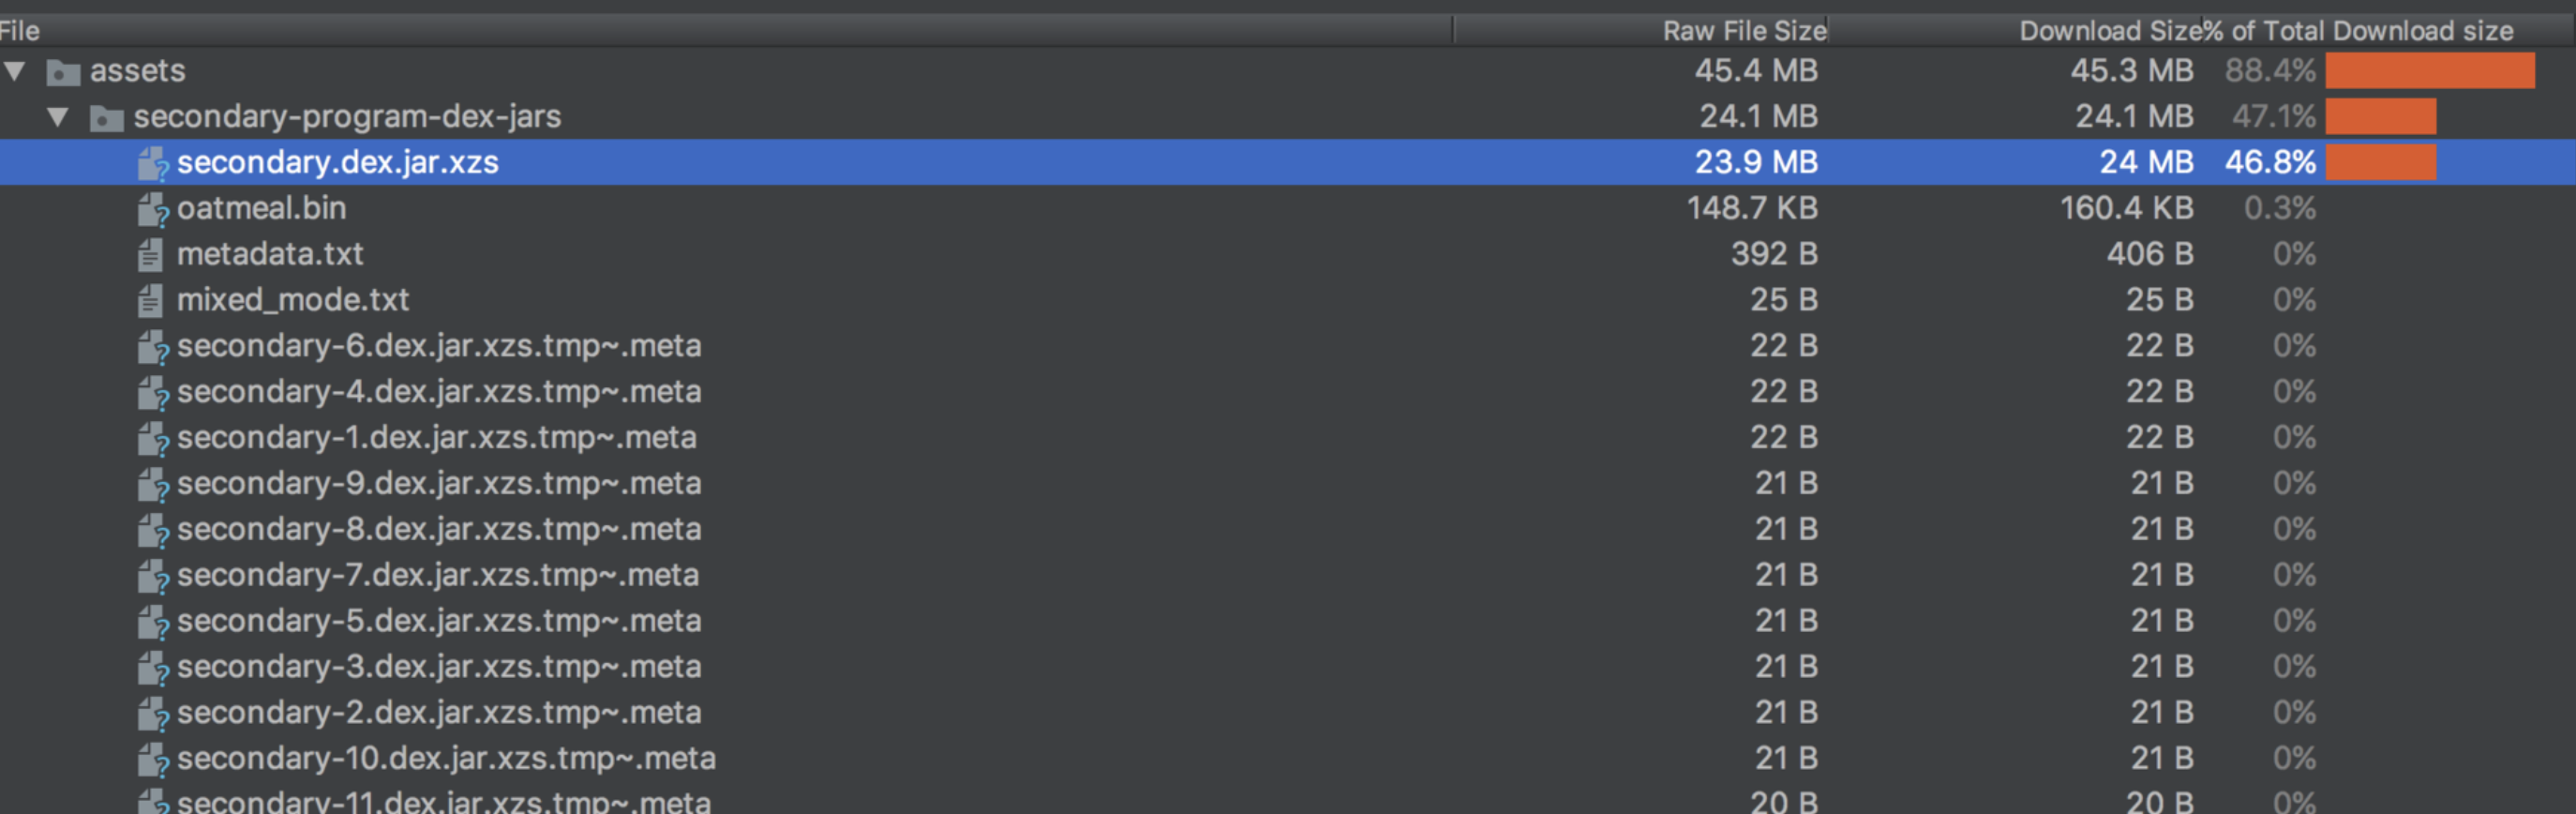 File Raw File Size Download Size % of Total Download size
assets 45.4 MB 45.3 MB 88.4%
secondary-program-dex-jars 24.1 MB 24.1 MB 47.1%
secondary.dex.jar.xzs 23.9 MB 24 MB 46.8%
oatmeal.bin 148.7 KB 160.4 KB 0.3%
metadata.txt 392 B 406 B 0%
mixed_mode.txt 25 B 25 B 0%
secondary-6.dex.jar.xzs.tmp~.meta 22 B 22 B 0%
secondary-4.dex.jar.xzs.tmp~.meta 22 B 22 B 0%
secondary-1.dex.jar.xzs.tmp~.meta 22 B 22 B 0%
secondary-9.dex.jar.xzs.tmp~.meta 21 B 21 B 0%
secondary-8.dex.jar.xzs.tmp~.meta 21 B 21 B 0%
secondary-7.dex.jar.xzs.tmp~.meta 21 B 21 B 0%
secondary-5.dex.jar.xzs.tmp~.meta 21 B 21 B 0%
secondary-3.dex.jar.xzs.tmp~.meta 21 B 21 B 0%
secondary-2.dex.jar.xzs.tmp~.meta 21 B 21 B 0%
secondary-10.dex.jar.xzs.tmp~.meta 21 B 21 B 0%
secondary-11.dex.jar.xzs.tmp~.meta 20 B 20 B 0%